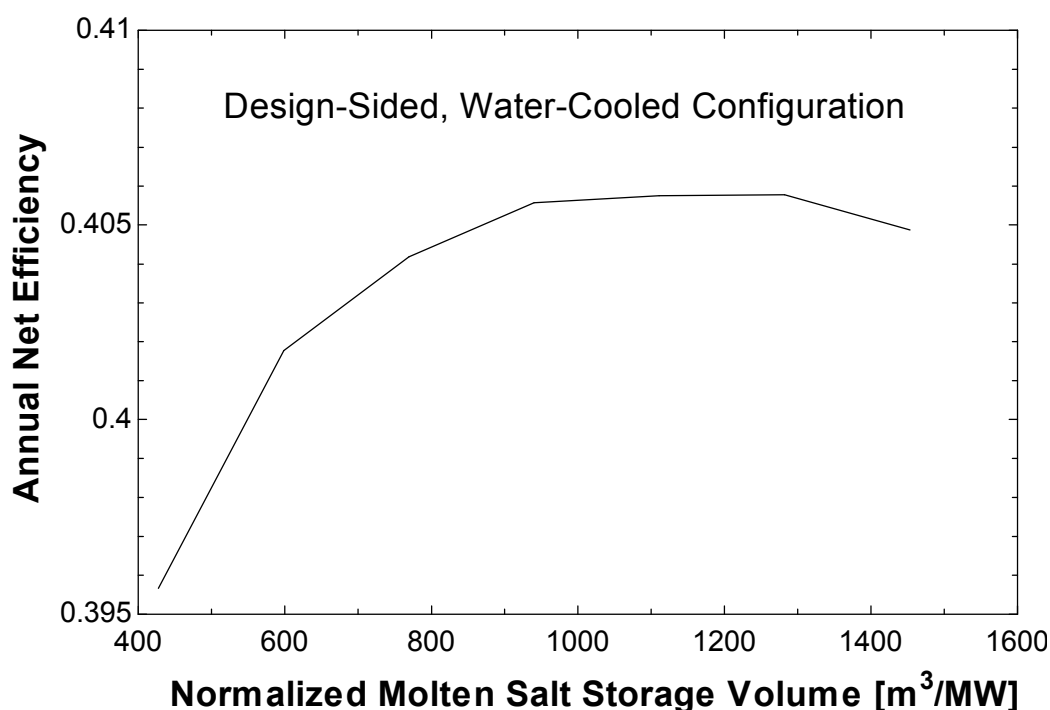 0.41
Design-Sided, Water-Cooled Configuration
Annual Net Efficiency
0.405
0.4
0.395
400 600 800 1000 1200 1400 1600
Normalized Molten Salt Storage Volume [m³/MW]